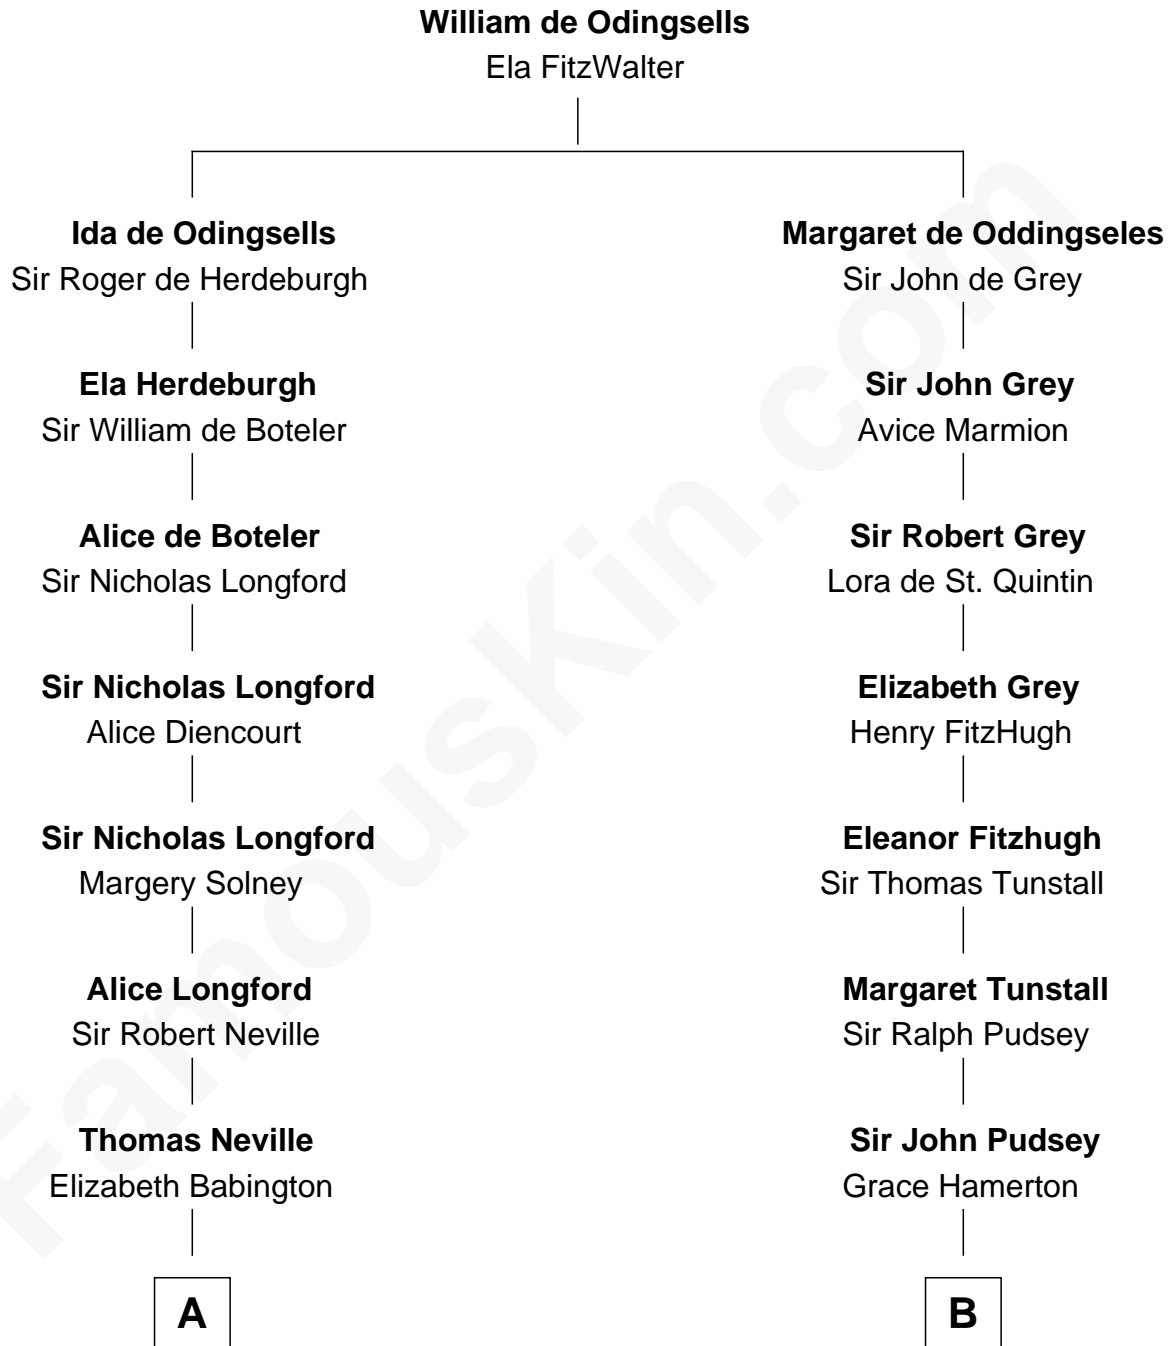 William de Odingsells
Ela FitzWalter
Ida de Odingsells
Sir Roger de Herdeburgh
Margaret de Oddingseles
Sir John de Grey
Ela Herdeburgh
Sir William de Boteler
Sir John Grey
Avice Marmion
Alice de Boteler
Sir Nicholas Longford
Sir Robert Grey
Lora de St. Quintin
Sir Nicholas Longford
Alice Diencourt
Elizabeth Grey
Henry FitzHugh
Sir Nicholas Longford
Margery Solney
Eleanor Fitzhugh
Sir Thomas Tunstall
Alice Longford
Sir Robert Neville
Margaret Tunstall
Sir Ralph Pudsey
Thomas Neville
Elizabeth Babington
Sir John Pudsey
Grace Hamerton
A
B
FamousKin.com